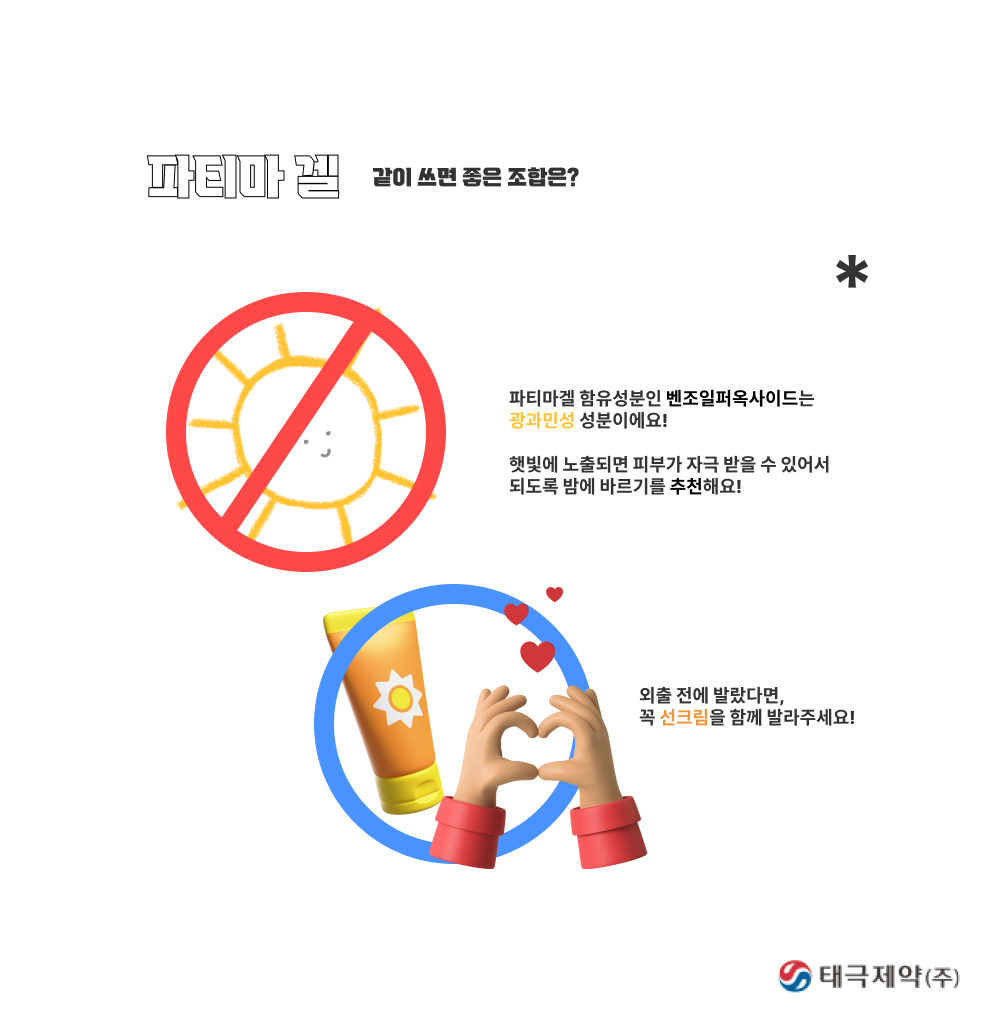 파티마 겔 같이 쓰면 좋은 조합은?
*
파티마겔 함유성분인 벤조일퍼옥사이드는
광과민성 성분이에요!
햇빛에 노출되면 피부가 자극 받을 수 있어서
되도록 밤에 바르기를 추천해요!
외출 전에 발랐다면,
꼭 선크림을 함께 발라주세요!
태극제약(주)